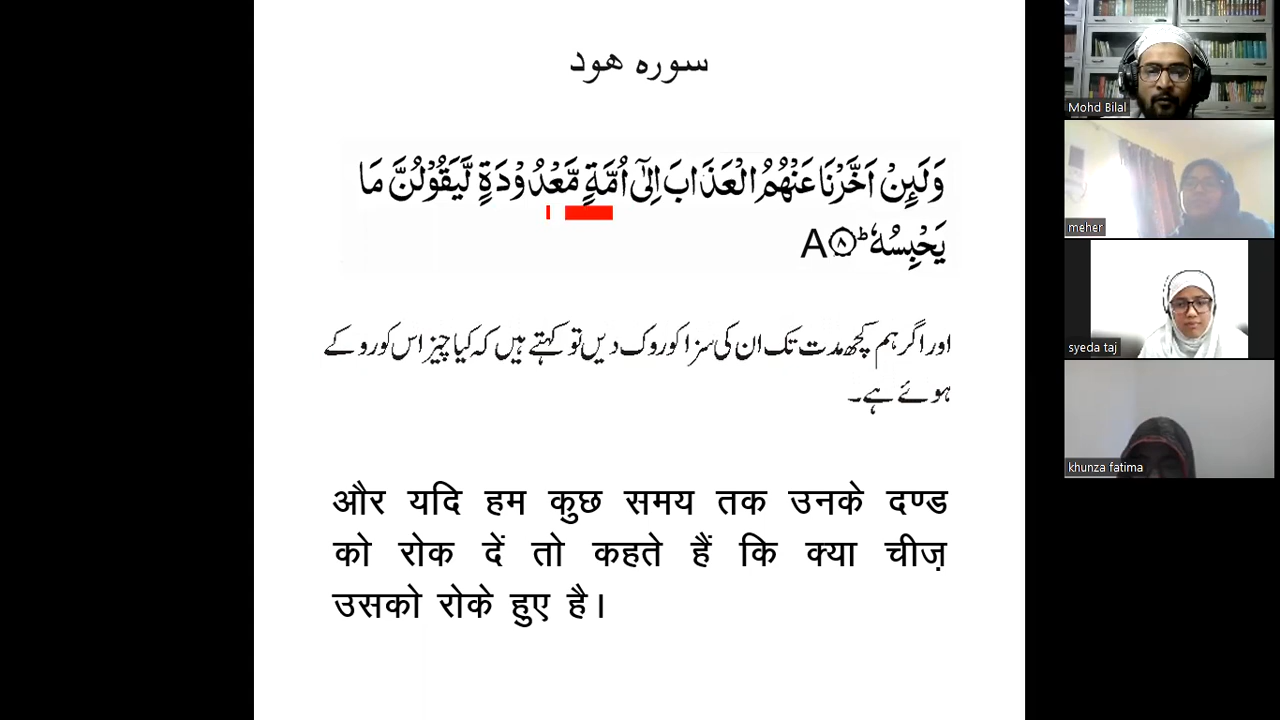 سورہ ھود
وَلَئِنْ اَخَّرْنَا عَنْهُمُ الْعَذَابَ اِلٰٓى اُمَّةٍ مَّعْدُوْدَةٍ لَّيَقُوْلُنَّ مَا
يَحْبِسُهٗ ؕ ۝۸ A
اور اگر ہم کچھ مدت تک ان کی سزا کو روک دیں تو کہتے ہیں کہ کیا چیز اس کو روکے
ہوئے ہے۔
और यदि हम कुछ समय तक उनके दण्ड
को रोक दें तो कहते हैं कि क्या चीज़
उसको रोके हुए है।
Mohd Bilal
meher
syeda taj
khunza fatima